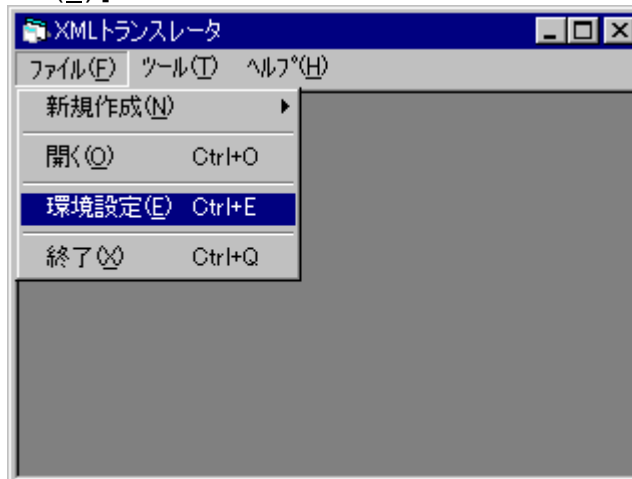 XMLトランスレータ
ファイル(F) ツール(T) ヘルプ(H)
新規作成(N)
開く(O) Ctrl+O
環境設定(E) Ctrl+E
終了(X) Ctrl+Q